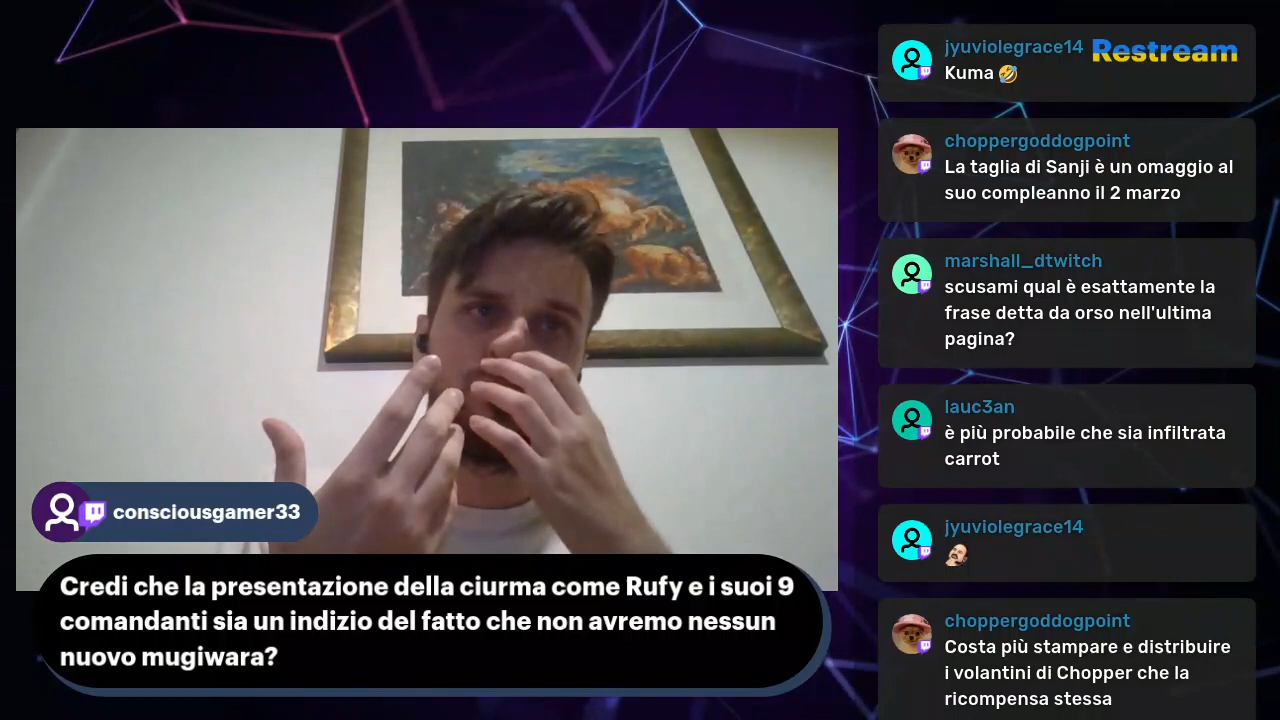 jyuviolegrace14
Restream
Kuma
choppergoddogpoint
La taglia di Sanji è un omaggio al
suo compleanno il 2 marzo
marshall_dtwitch
scusami qual è esattamente la
frase detta da orso nell'ultima
pagina?
lauc3an
è più probabile che sia infiltrata
carrot
jyuviolegrace14
choppergoddogpoint
Costa più stampare e distribuire
i volantini di Chopper che la
ricompensa stessa
consciousgamer33
Credi che la presentazione della ciurma come Rufy e i suoi 9
comandanti sia un indizio del fatto che non avremo nessun
nuovo mugiwara?